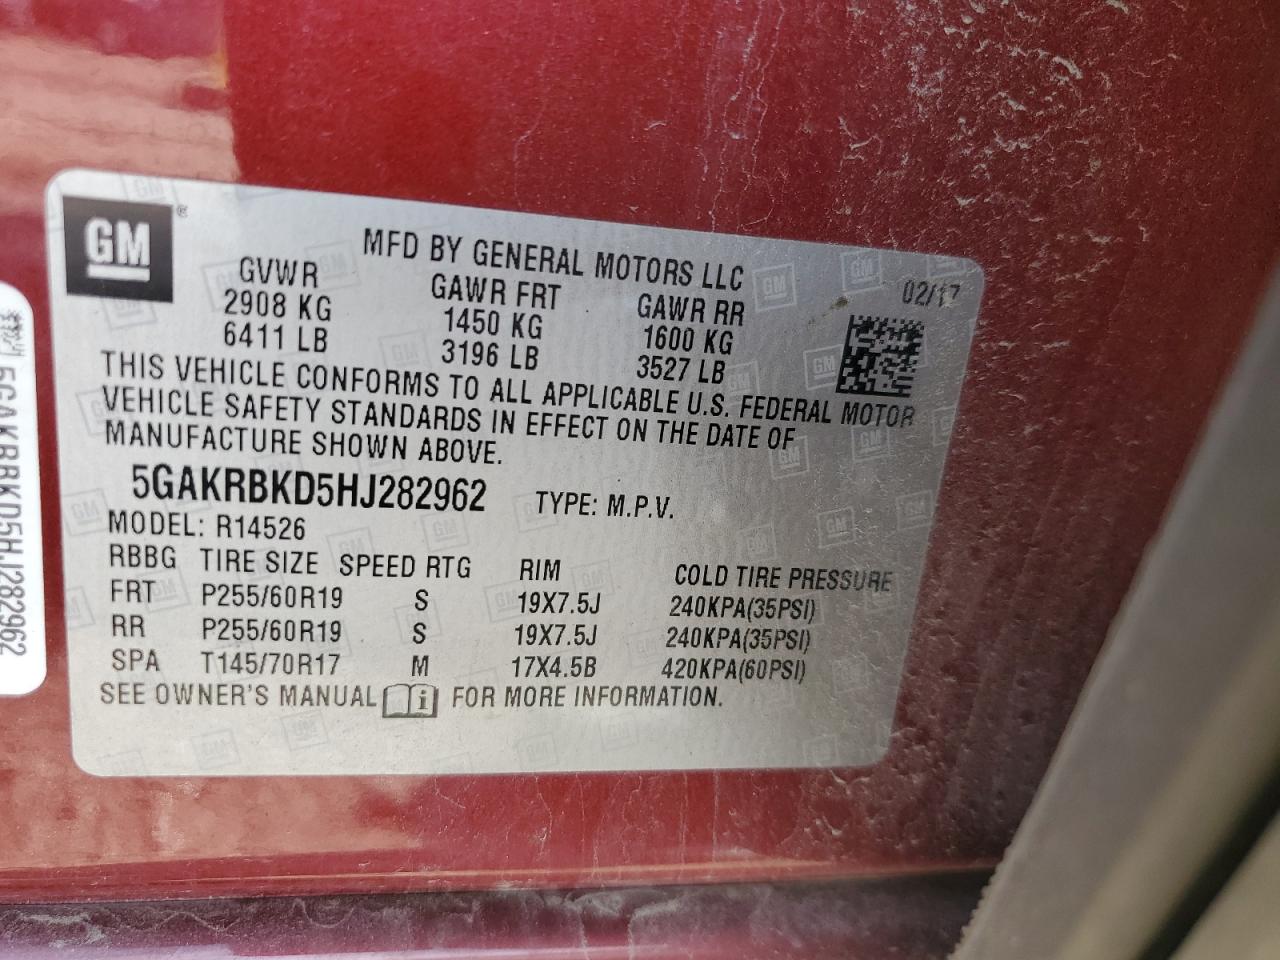 GM ®
MFD BY GENERAL MOTORS LLC
02/17
GVWR GAWR FRT GAWR RR
2908 KG 1450 KG 1600 KG
6411 LB 3196 LB 3527 LB
THIS VEHICLE CONFORMS TO ALL APPLICABLE U.S. FEDERAL MOTOR
VEHICLE SAFETY STANDARDS IN EFFECT ON THE DATE OF
MANUFACTURE SHOWN ABOVE.
5GAKRBKD5HJ282962 TYPE: M.P.V.
MODEL: R14526
RBBG TIRE SIZE SPEED RTG RIM COLD TIRE PRESSURE
FRT P255/60R19 S 19X7.5J 240KPA(35PSI)
RR P255/60R19 S 19X7.5J 240KPA(35PSI)
SPA T145/70R17 M 17X4.5B 420KPA(60PSI)
SEE OWNER'S MANUAL i FOR MORE INFORMATION.
5GAKRBKD5HJ282962